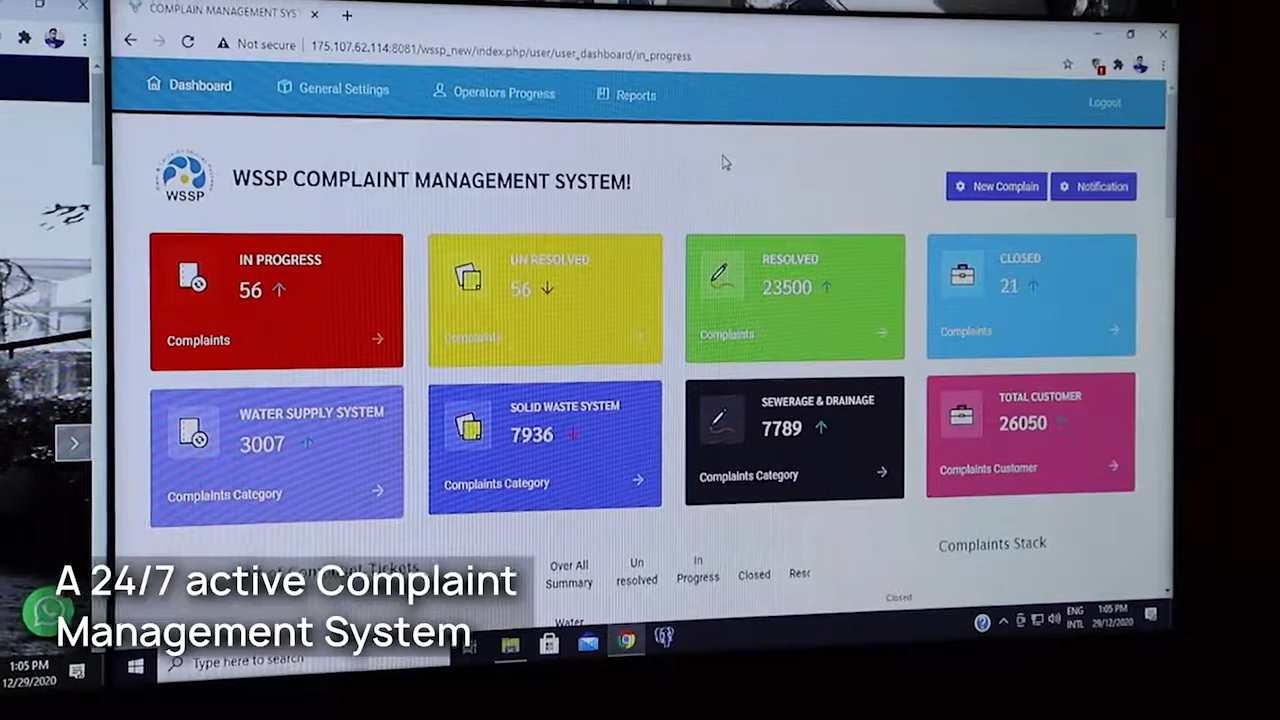 COMPLAIN MANAGEMENT SYS
Not secure
175.107.62.114:8081/wssp_new/index.php/user/user_dashboard/in_progress
Dashboard
General Settings
Operators Progress
Reports
Logout
WSSP
WSSP COMPLAINT MANAGEMENT SYSTEM!
New Complain
Notification
IN PROGRESS
56
Complaints
UN RESOLVED
56
Complaints
RESOLVED
23500
Complaints
CLOSED
21
Complaints
WATER SUPPLY SYSTEM
3007
Complaints Category
SOLID WASTE SYSTEM
7936
Complaints Category
SEWERAGE & DRAINAGE
7789
Complaints Category
TOTAL CUSTOMER
26050
Complaints Customer
Over All
Summary
Un
resolved
In
Progress
Closed
Resc
Water
Complaints Stack
Closed
A 24/7 active Complaint
Management System
Type here to search
ENG
INTL
1:05 PM
29/12/2020
1:05 PM
12/29/2020